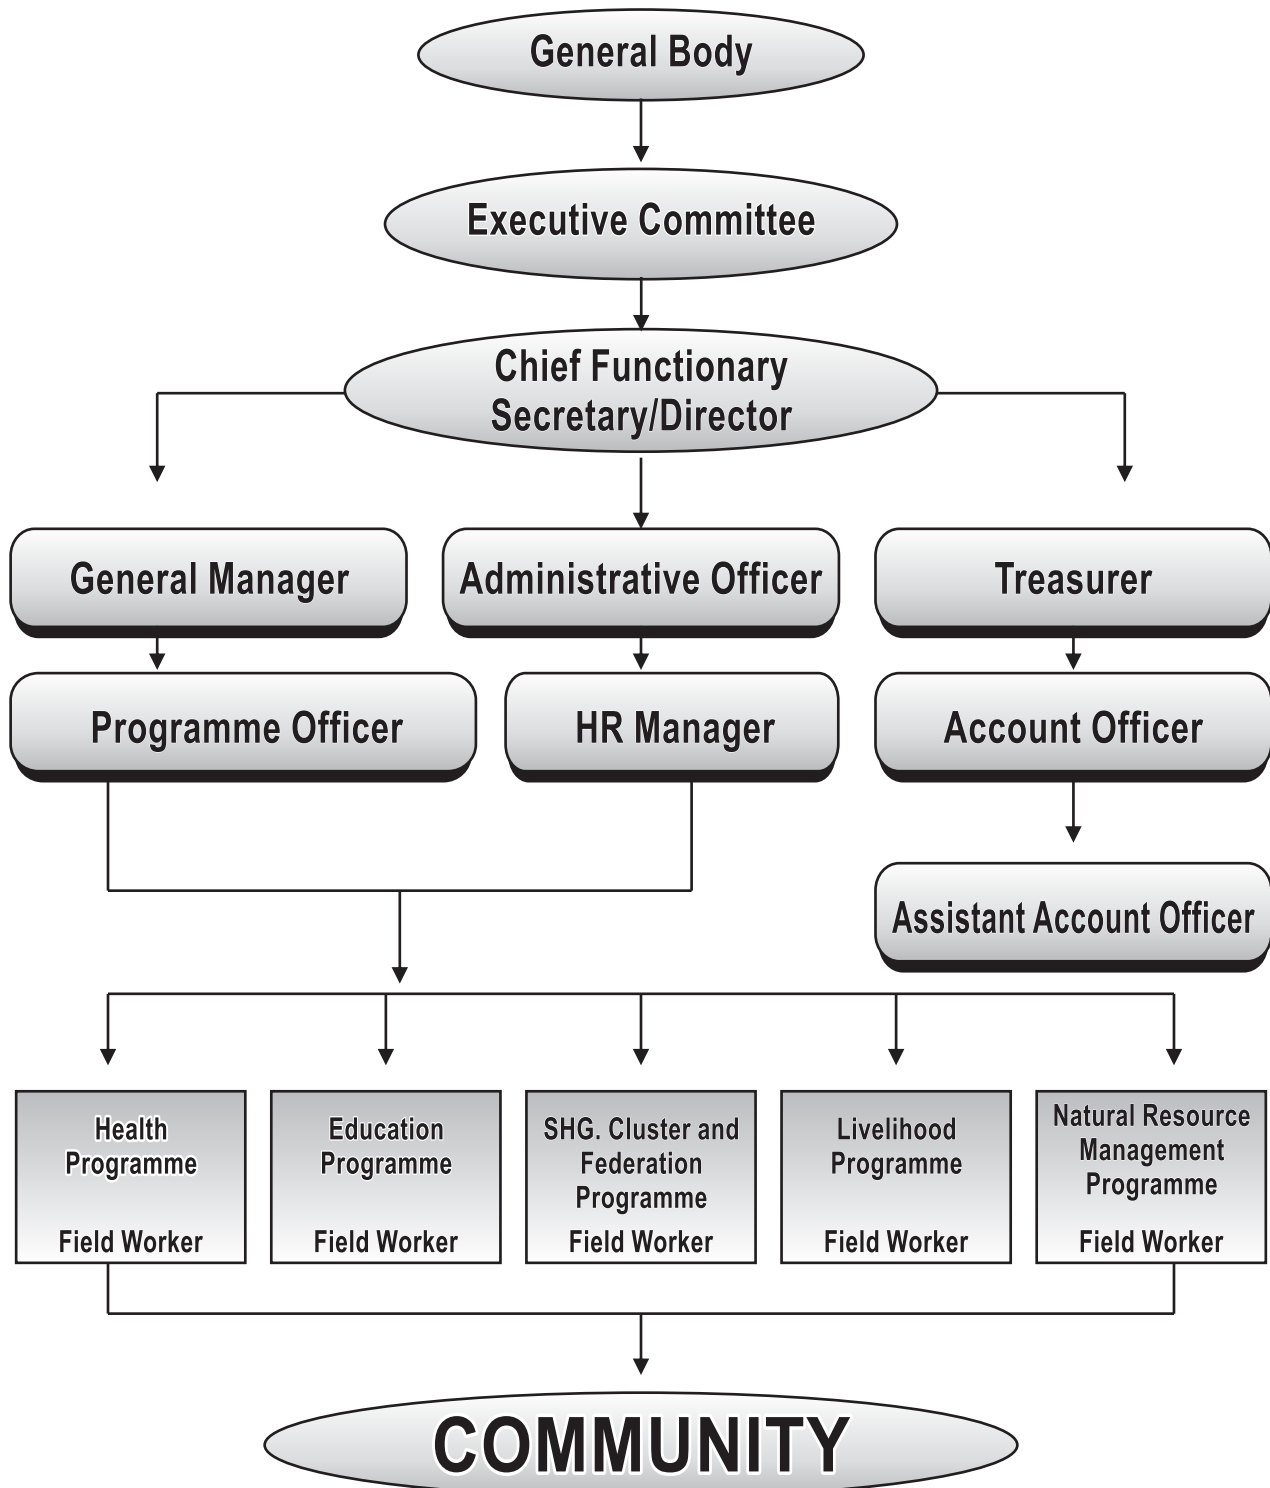 General Body
Executive Committee
Chief Functionary
Secretary/Director
General Manager
Administrative Officer
Treasurer
Programme Officer
HR Manager
Account Officer
Assistant Account Officer
Health
Programme
Field Worker
Education
Programme
Field Worker
SHG. Cluster and
Federation
Programme
Field Worker
Livelihood
Programme
Field Worker
Natural Resource
Management
Programme
Field Worker
COMMUNITY